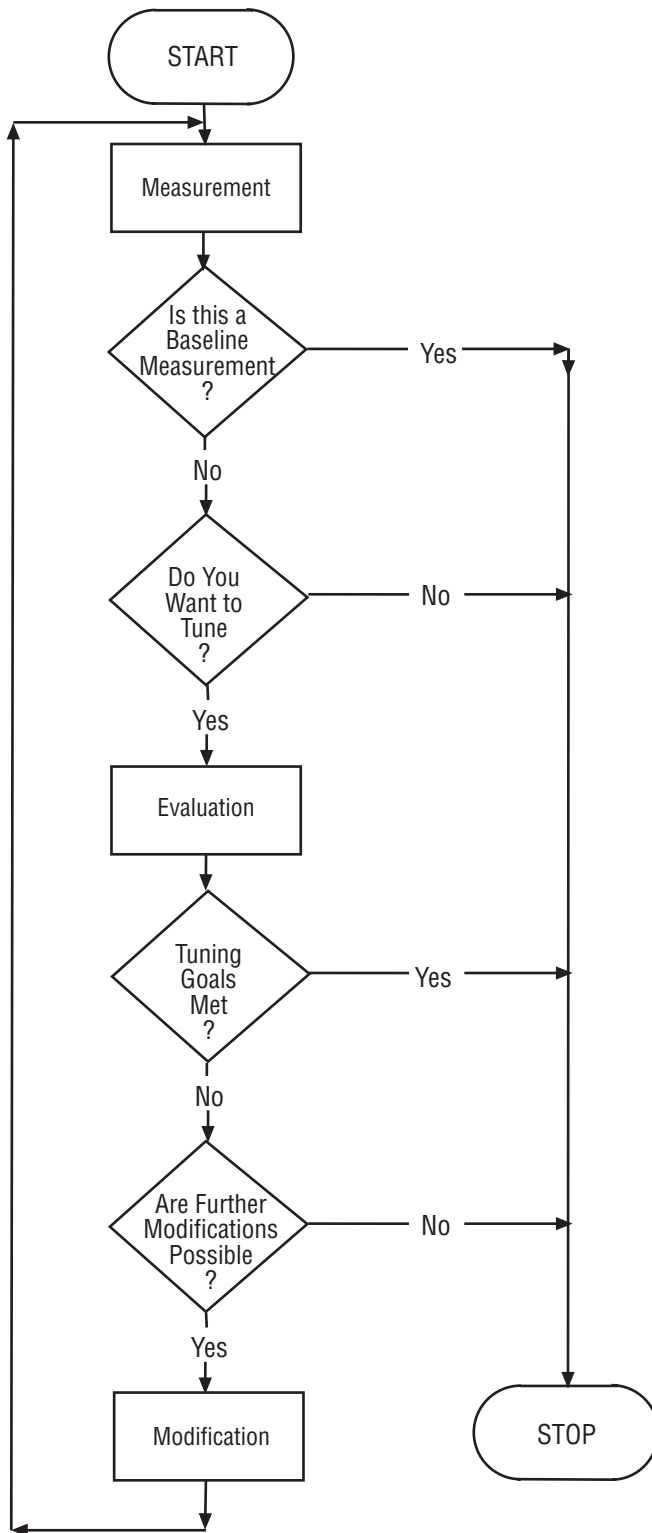 START
Measurement
Is this a
Baseline
Measurement
?
Yes
No
Do You
Want to
Tune
?
No
Yes
Evaluation
Tuning
Goals
Met
?
Yes
No
Are Further
Modifications
Possible
?
No
Yes
Modification
STOP